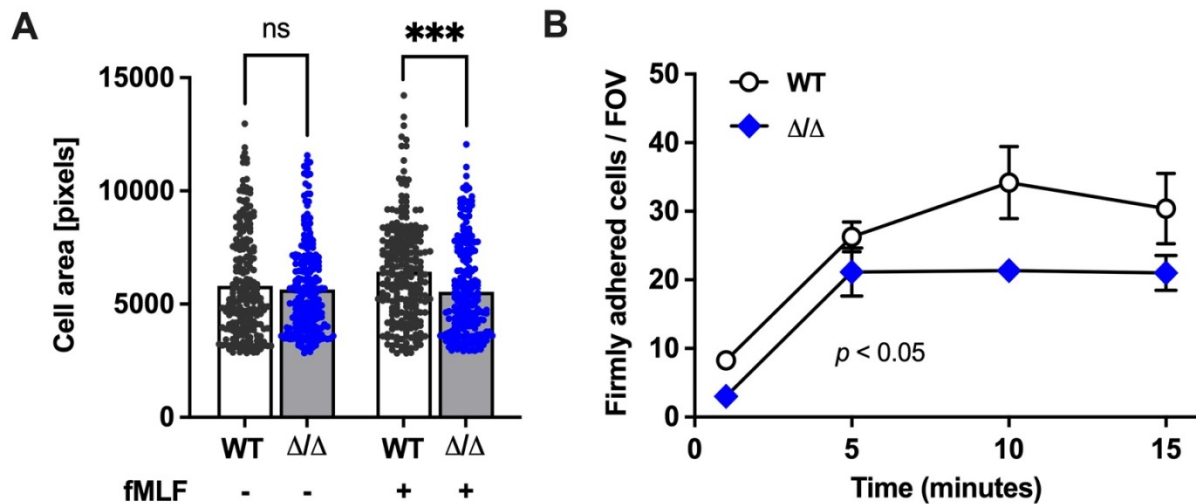 A
ns
***
Cell area [pixels]
15000
10000
5000
0
WT Δ/Δ WT Δ/Δ
fMLF - - + +
B
Firmly adhered cells / FOV
50
40
30
20
10
0
WT
Δ/Δ
p < 0.05
0 5 10 15
Time (minutes)